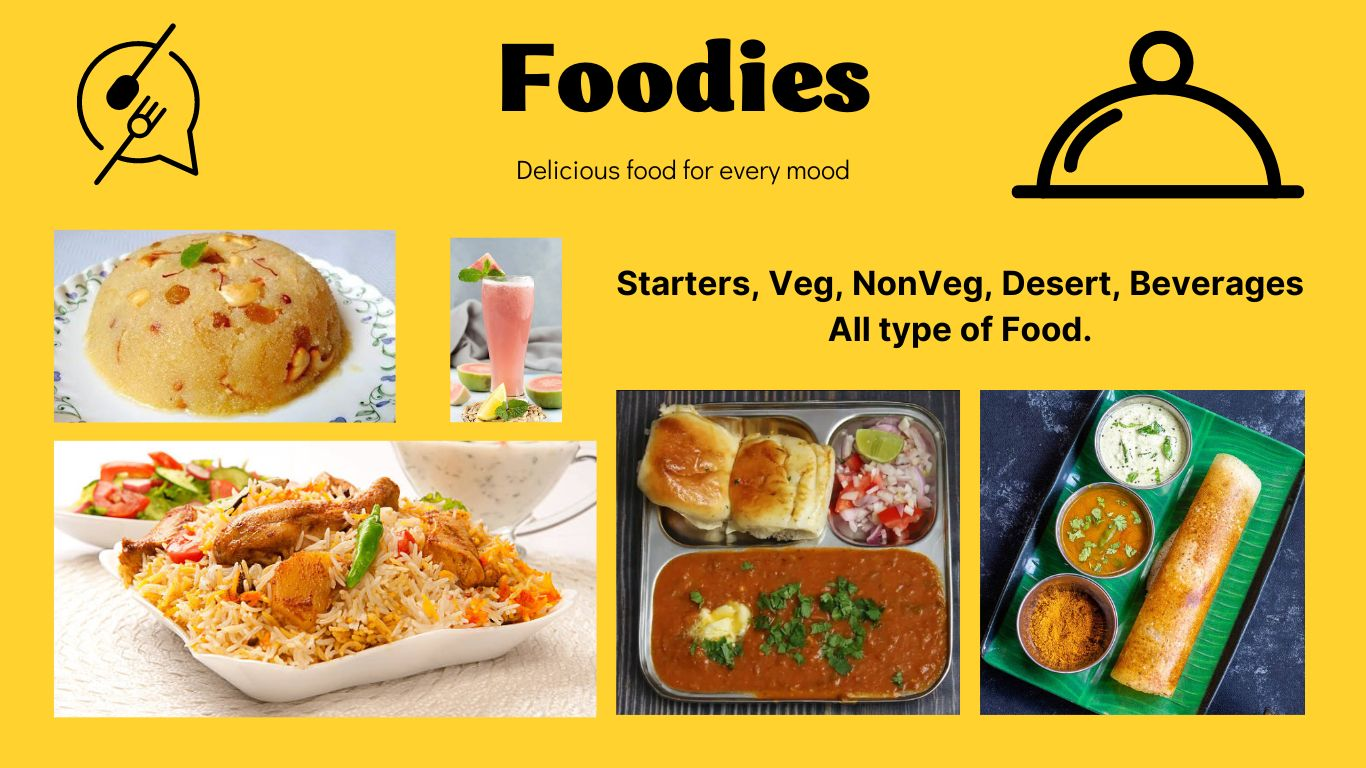 Foodies
Delicious food for every mood
Starters, Veg, NonVeg, Desert, Beverages
All type of Food.